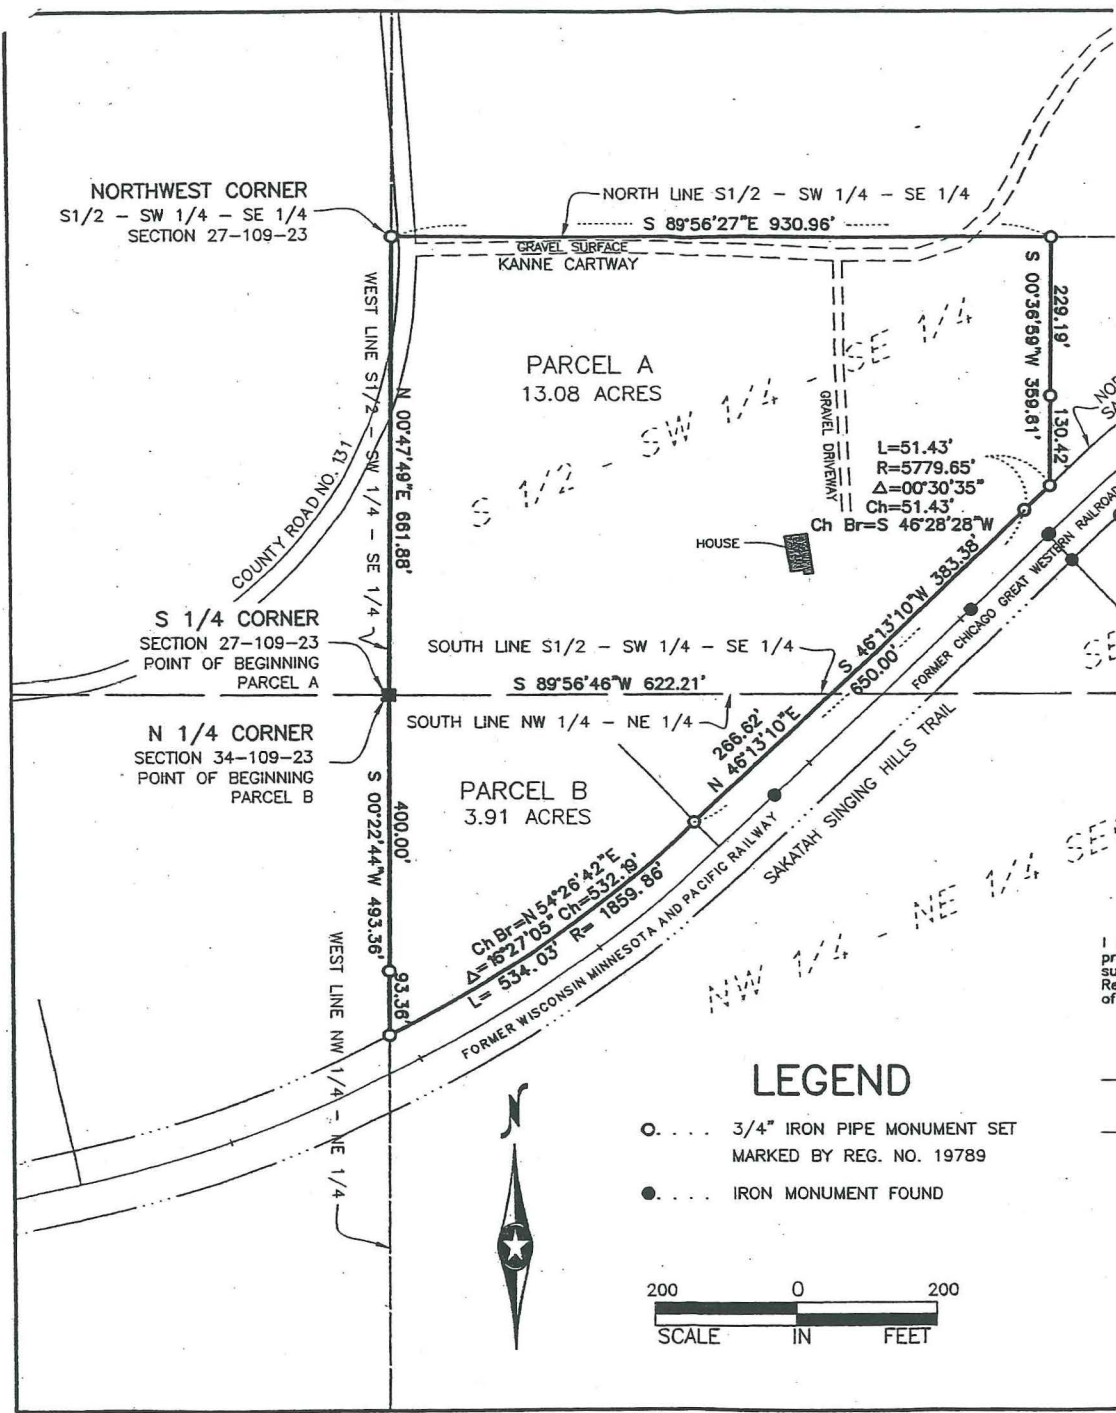 NORTHWEST CORNER
S1/2 – SW 1/4 – SE 1/4
SECTION 27–109–23
NORTH LINE S1/2 – SW 1/4 – SE 1/4
S 89°56'27"E 930.96'
GRAVEL SURFACE
KANNE CARTWAY
WEST LINE S1/2 – SW 1/4 – SE 1/4
N 00°47'49"E 661.88'
PARCEL A
13.08 ACRES
S 1/2 – SW 1/4 – SE 1/4
GRAVEL DRIVEWAY
S 00°36'59"W 359.61'
229.19'
130.42'
L=51.43'
R=5779.65'
Δ=00°30'35"
Ch=51.43'
Ch Br=S 46°28'28"W
HOUSE
COUNTY ROAD NO. 131
S 1/4 CORNER
SECTION 27–109–23
POINT OF BEGINNING
PARCEL A
SOUTH LINE S1/2 – SW 1/4 – SE 1/4
S 89°56'46"W 622.21'
SOUTH LINE NW 1/4 – NE 1/4
S 46°13'10"W 383.38'
650.00'
FORMER CHICAGO GREAT WESTERN RAILROAD
N 1/4 CORNER
SECTION 34–109–23
POINT OF BEGINNING
PARCEL B
266.62'
N 46°13'10"E
PARCEL B
3.91 ACRES
S 00°22'44"W 493.36'
400.00'
93.36'
Ch Br=N 54°26'42"E
Δ=16°27'05" Ch=532.19'
L= 534.03' R= 1859.86'
FORMER WISCONSIN MINNESOTA AND PACIFIC RAILWAY
SAKATAH SINGING HILLS TRAIL
NW 1/4 – NE 1/4
WEST LINE NW 1/4 – NE 1/4
N
LEGEND
3/4" IRON PIPE MONUMENT SET
MARKED BY REG. NO. 19789
IRON MONUMENT FOUND
200 0 200
SCALE IN FEET